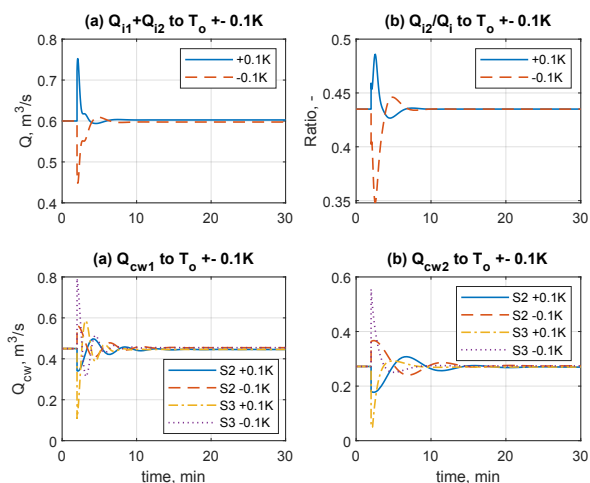 (a) Q_i1+Q_i2 to T_o +- 0.1K
Q, m^3/s
0.8
0.7
0.6
0.5
0.4
0
10
20
30
+0.1K
-0.1K
(b) Q_i2/Q_i to T_o +- 0.1K
Ratio, -
0.45
0.4
0.35
0
10
20
30
+0.1K
-0.1K
(a) Q_cw1 to T_o +- 0.1K
Q_cw, m^3/s
0.8
0.6
0.4
0.2
0
0
10
20
30
time, min
S2 +0.1K
S2 -0.1K
S3 +0.1K
S3 -0.1K
(b) Q_cw2 to T_o +- 0.1K
0.6
0.4
0.2
0
0
10
20
30
time, min
S2 +0.1K
S2 -0.1K
S3 +0.1K
S3 -0.1K